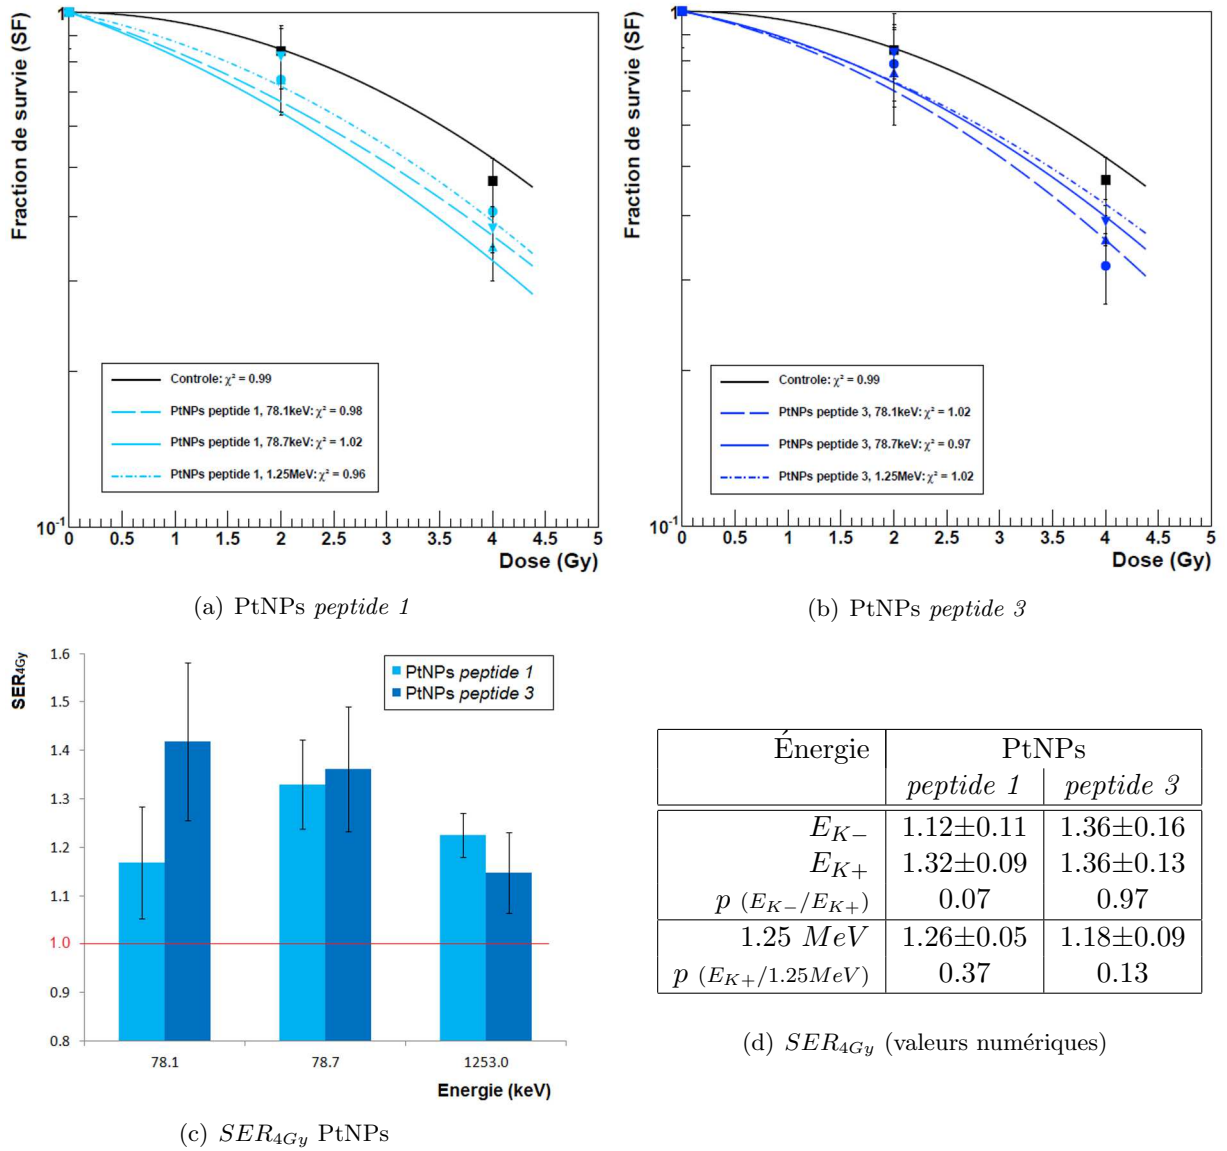 Fraction de survie (SF)
1
10⁻¹
Controle: χ² = 0.99
PtNPs peptide 1, 78.1keV: χ² = 0.98
PtNPs peptide 1, 78.7keV: χ² = 1.02
PtNPs peptide 1, 1.25MeV: χ² = 0.96
0 0.5 1 1.5 2 2.5 3 3.5 4 4.5 5
Dose (Gy)
(a) PtNPs peptide 1
Fraction de survie (SF)
1
10⁻¹
Controle: χ² = 0.99
PtNPs peptide 3, 78.1keV: χ² = 1.02
PtNPs peptide 3, 78.7keV: χ² = 0.97
PtNPs peptide 3, 1.25MeV: χ² = 1.02
0 0.5 1 1.5 2 2.5 3 3.5 4 4.5 5
Dose (Gy)
(b) PtNPs peptide 3
SER4Gy
1.6
1.5
1.4
1.3
1.2
1.1
1.0
0.9
0.8
PtNPs peptide 1
PtNPs peptide 3
78.1 78.7 1253.0
Energie (keV)
(c) SER4Gy PtNPs
Énergie PtNPs
peptide 1 peptide 3
EK− 1.12±0.11 1.36±0.16
EK+ 1.32±0.09 1.36±0.13
p (EK−/EK+) 0.07 0.97
1.25 MeV 1.26±0.05 1.18±0.09
p (EK+/1.25MeV) 0.37 0.13
(d) SER4Gy (valeurs numériques)